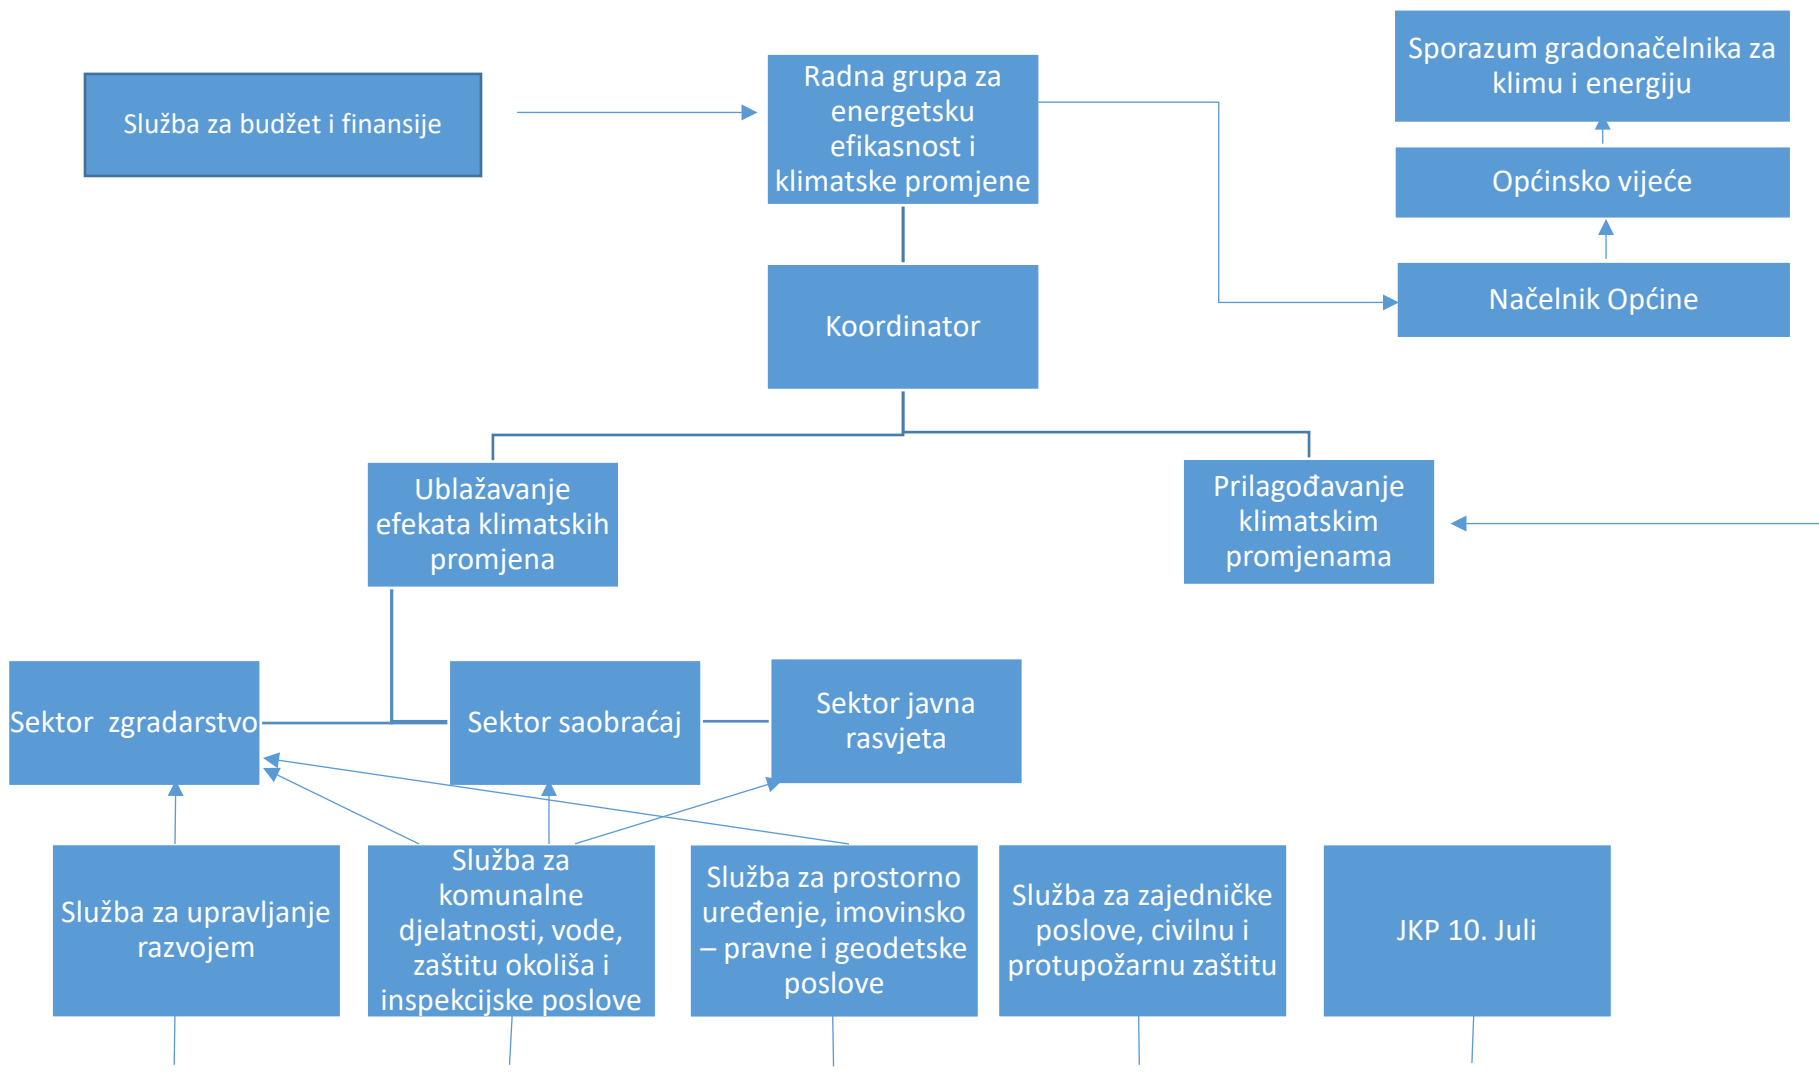 Služba za budžet i finansije
Radna grupa za
energetsku
efikasnost i
klimatske promjene
Sporazum gradonačelnika za
klimu i energiju
Općinsko vijeće
Načelnik Općine
Koordinator
Ublažavanje
efekata klimatskih
promjena
Prilagođavanje
klimatskim
promjenama
Sektor  zgradarstvo
Sektor saobraćaj
Sektor javna
rasvjeta
Služba za upravljanje
razvojem
Služba za
komunalne
djelatnosti, vode,
zaštitu okoliša i
inspekcijske poslove
Služba za prostorno
uređenje, imovinsko
– pravne i geodetske
poslove
Služba za zajedničke
poslove, civilnu i
protupožarnu zaštitu
JKP 10. Juli